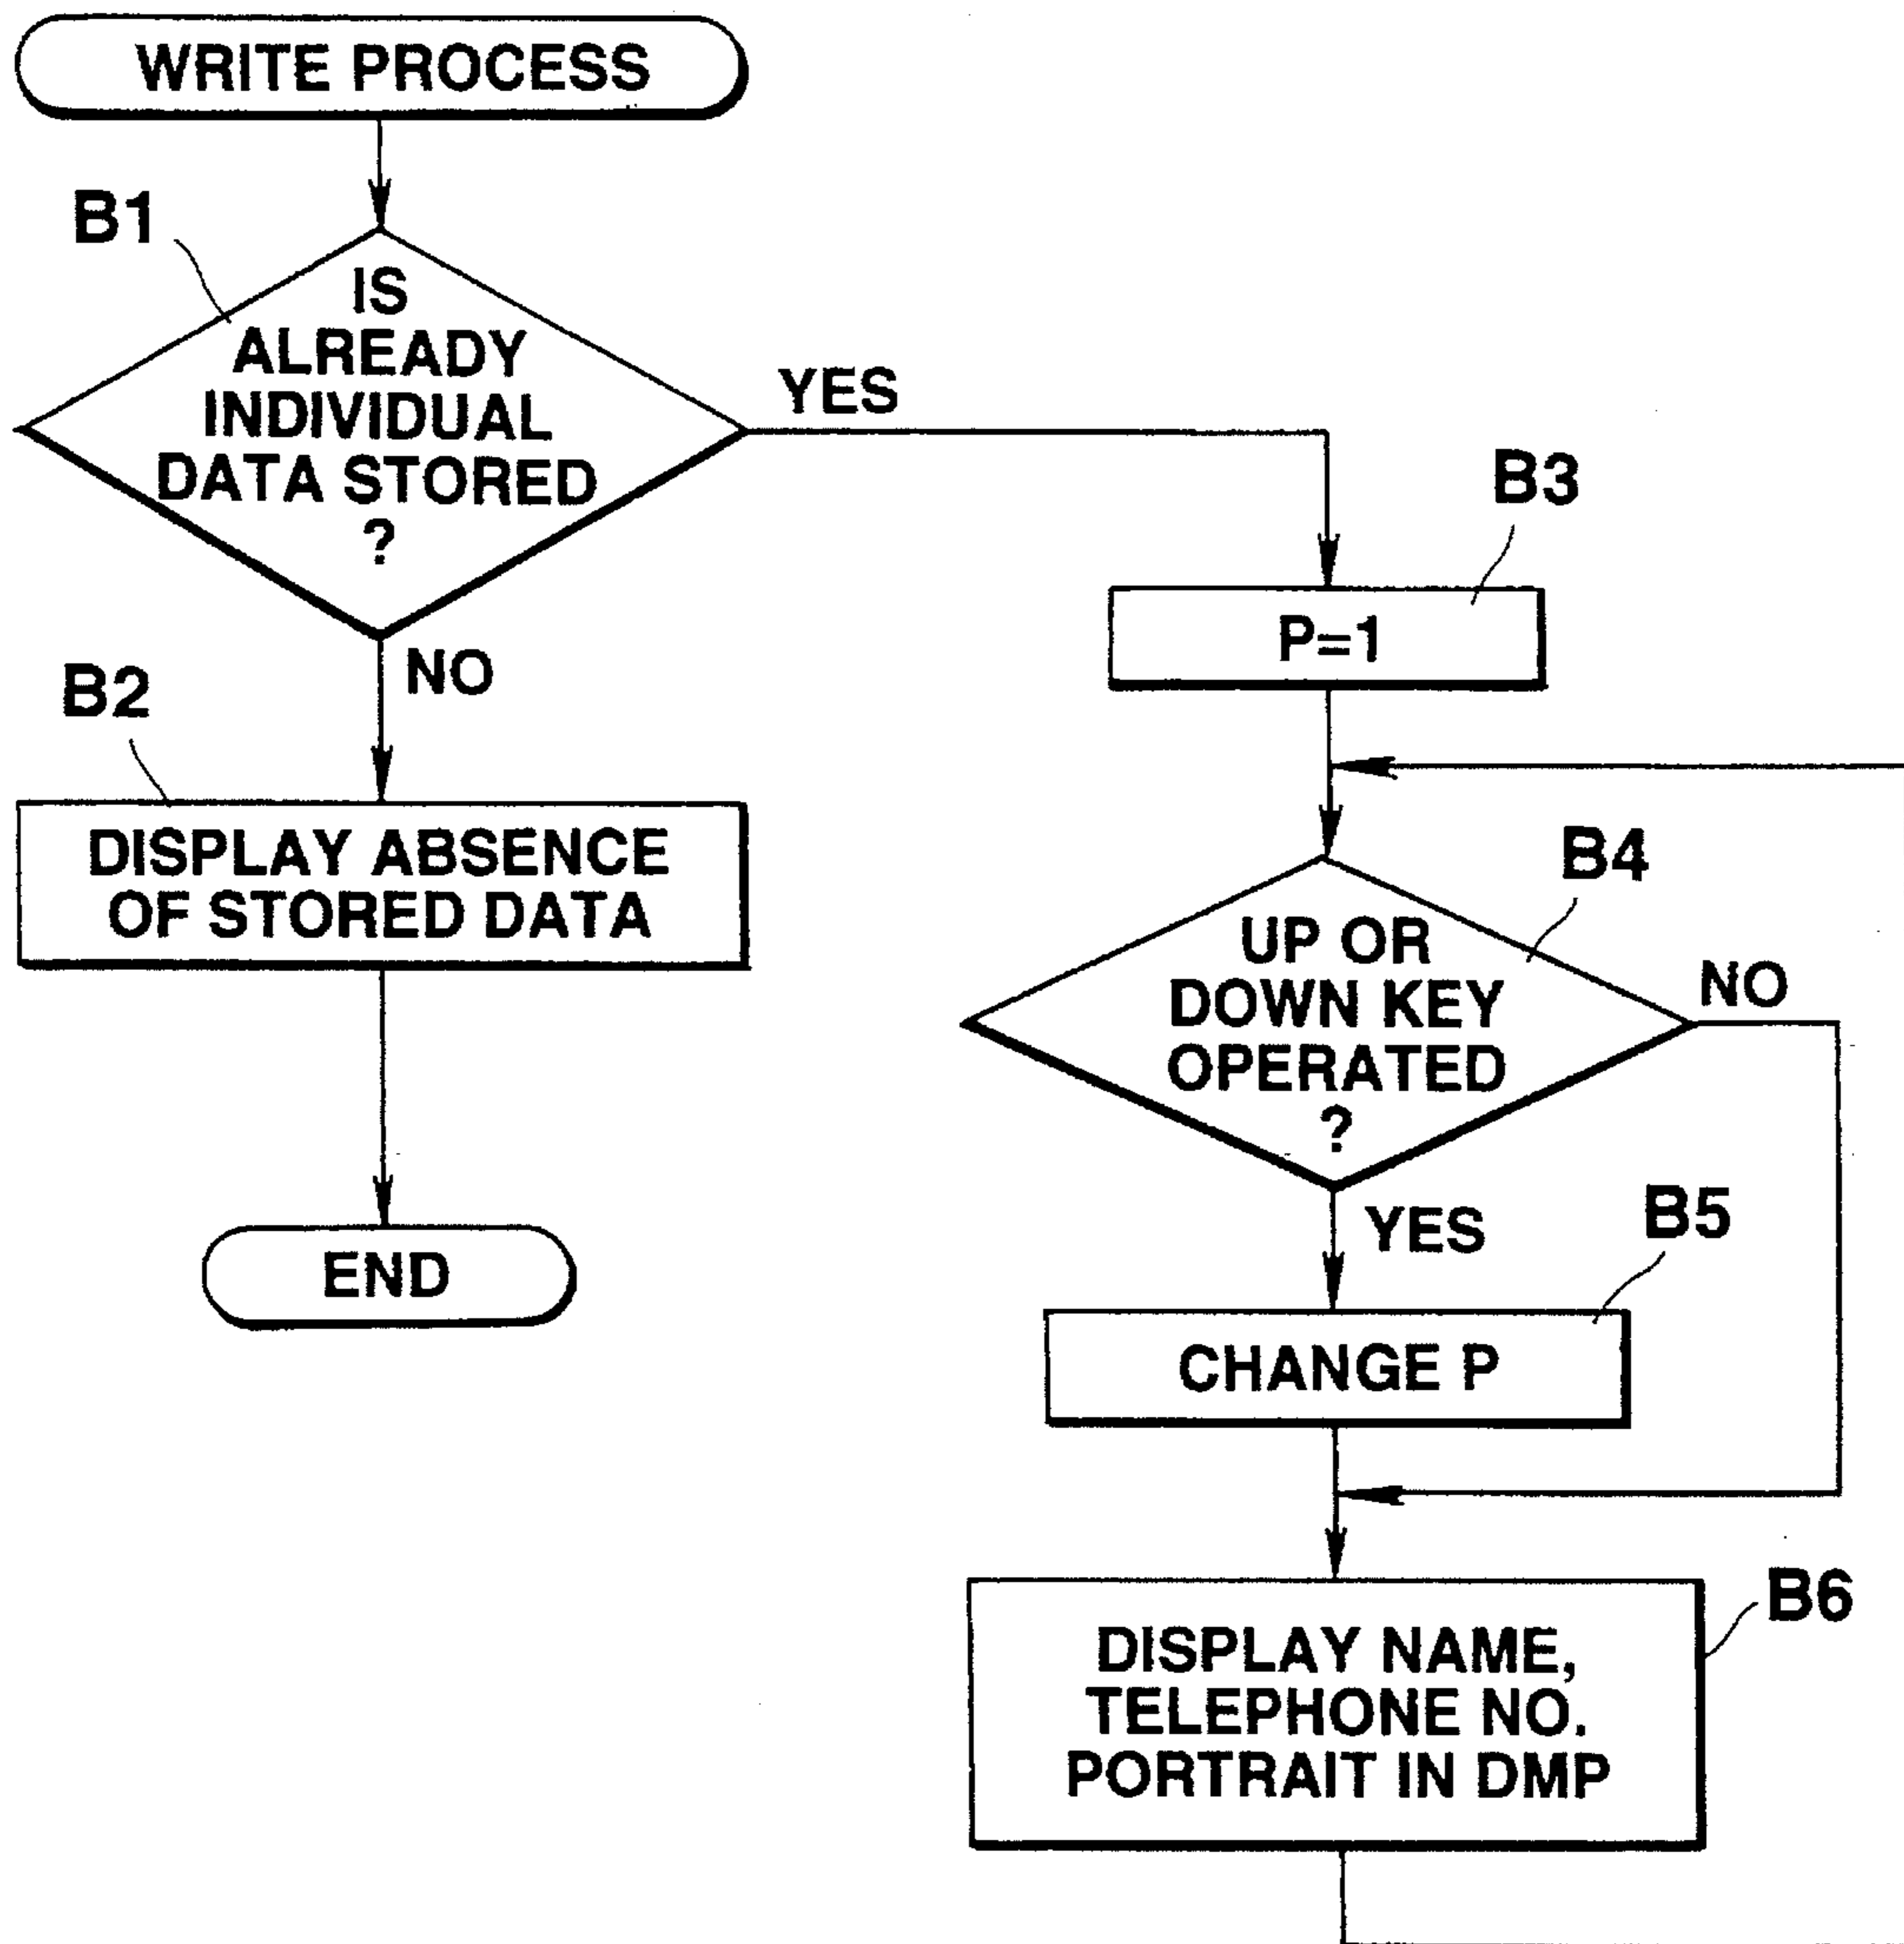 WRITE PROCESS
B1
IS
ALREADY
INDIVIDUAL
DATA STORED
?
YES
NO
B2
DISPLAY ABSENCE
OF STORED DATA
END
B3
P=1
B4
UP OR
DOWN KEY
OPERATED
?
NO
YES
B5
CHANGE P
B6
DISPLAY NAME,
TELEPHONE NO.
PORTRAIT IN DMP